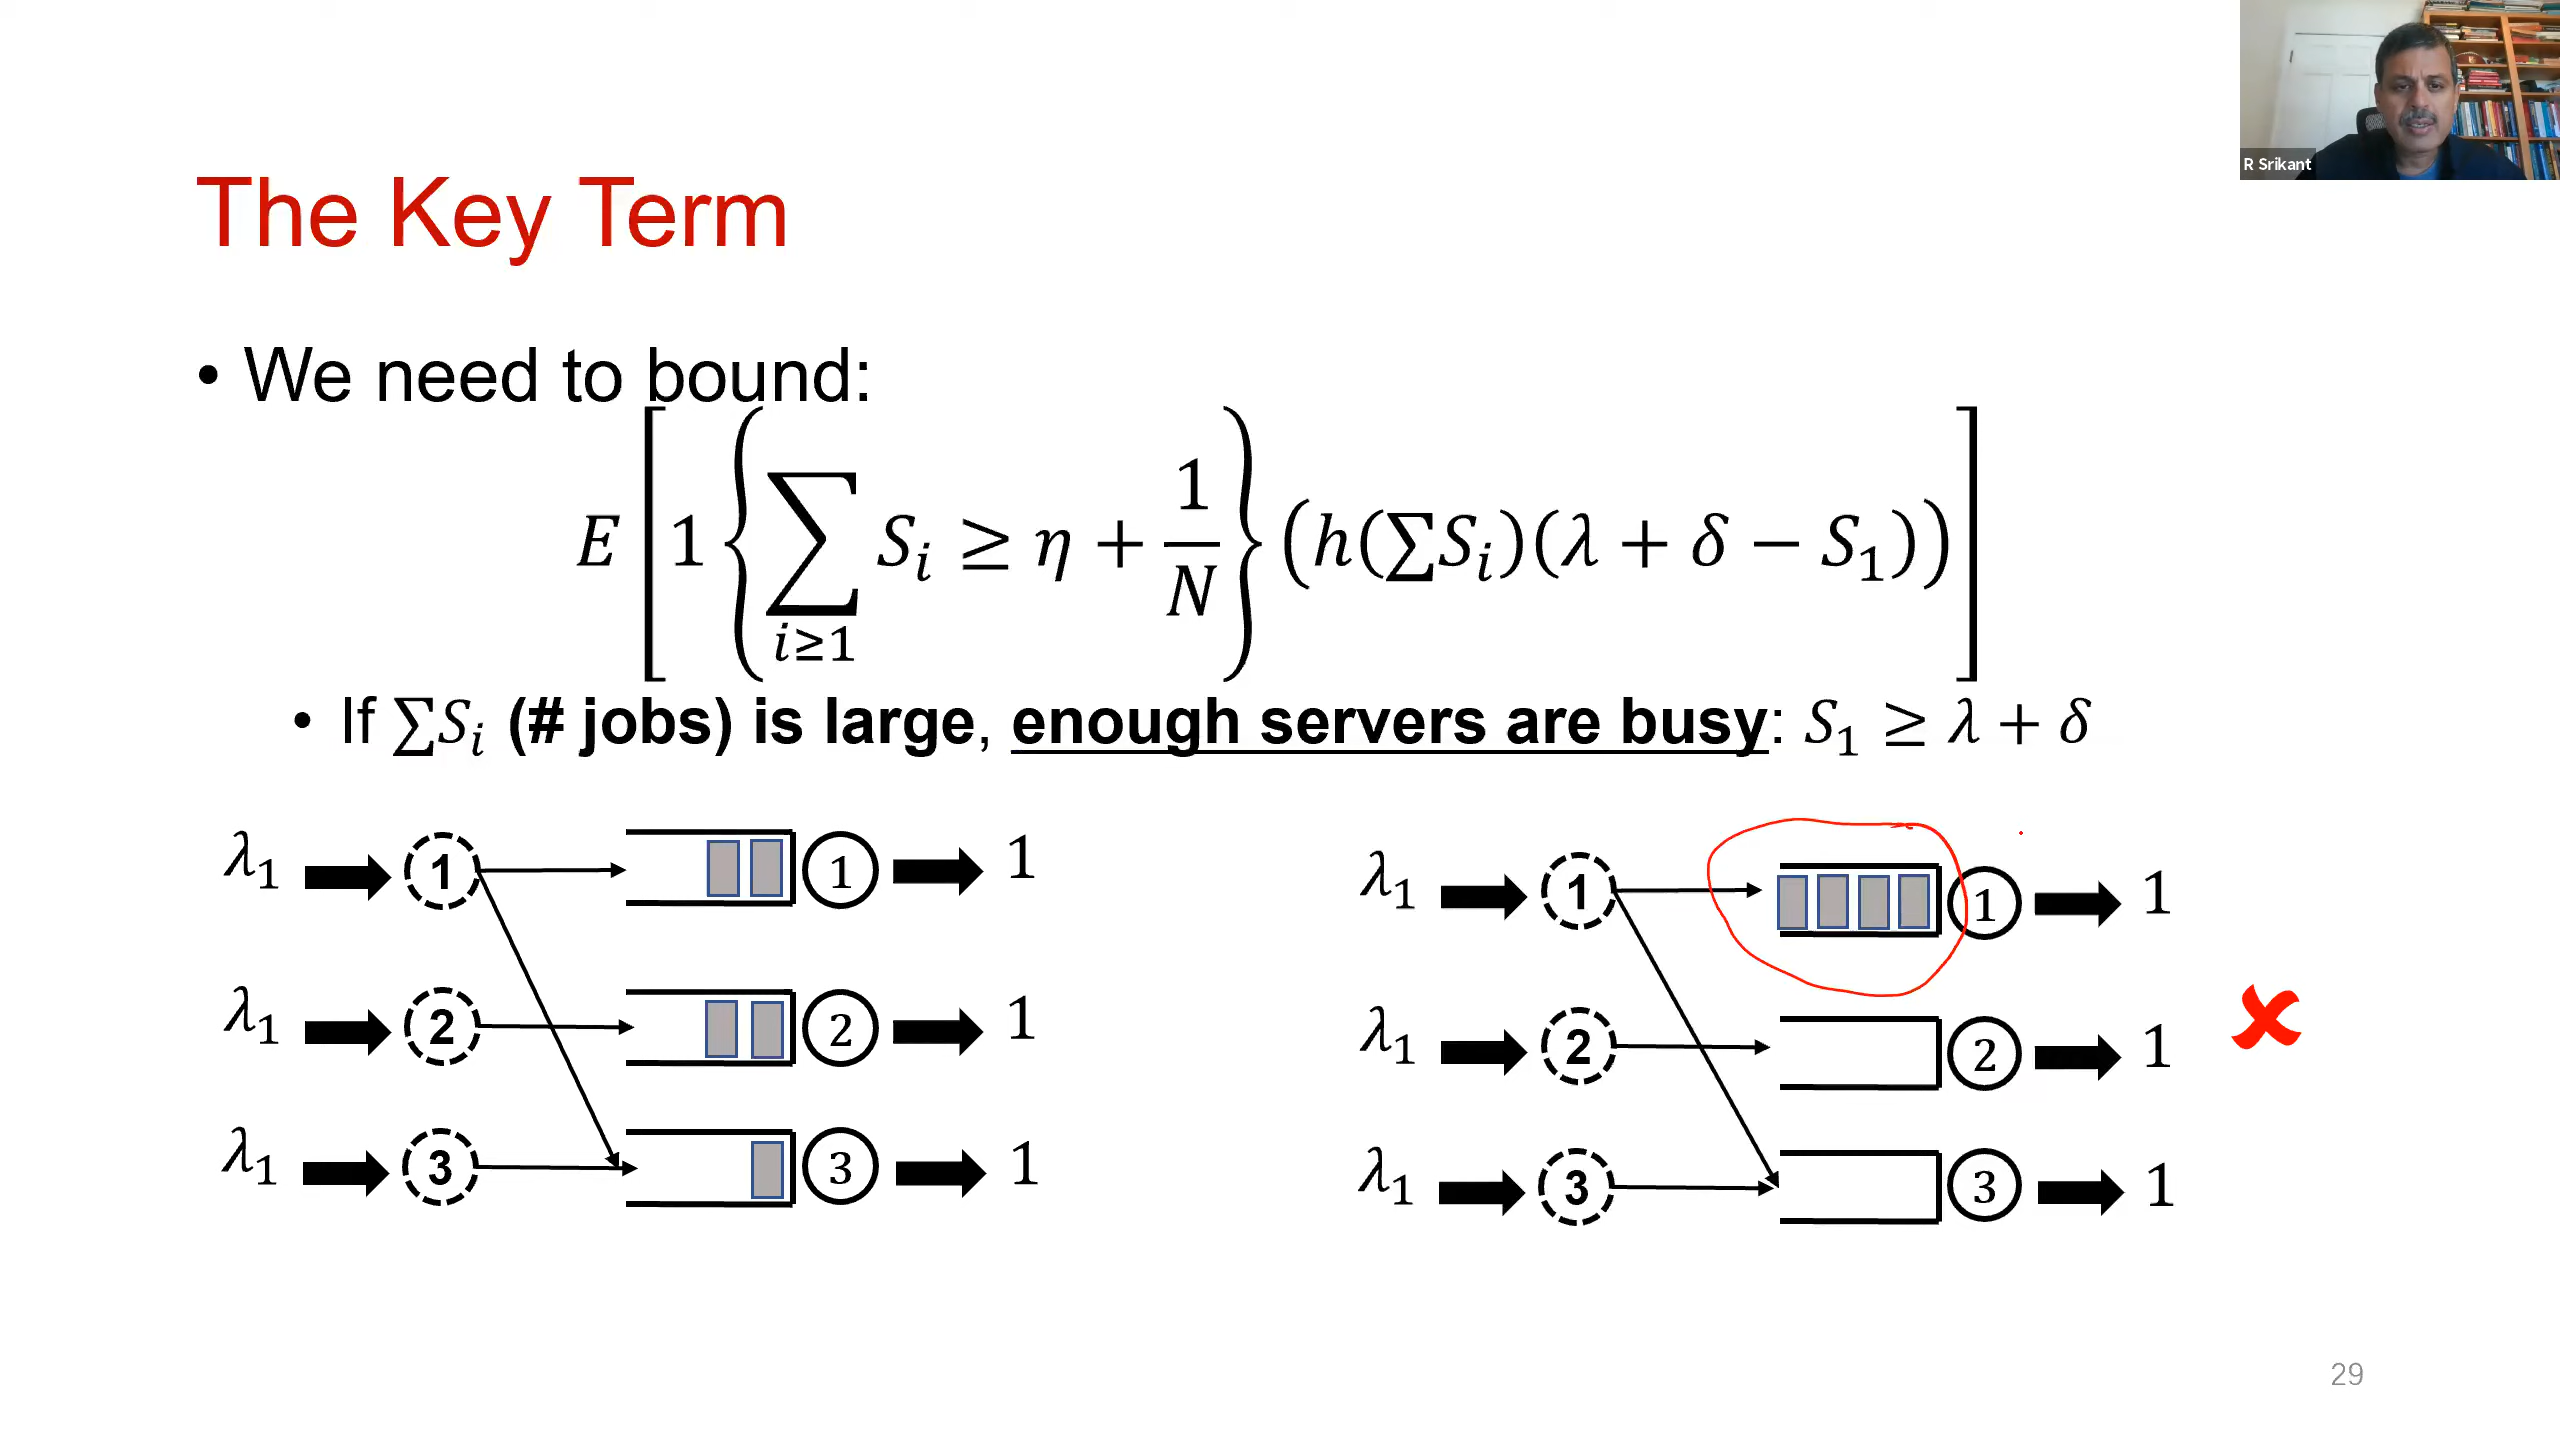 R Srikant
The Key Term
• We need to bound:
E[1{∑_{i≥1} S_i ≥ η + 1/N}(h(∑S_i)(λ + δ − S_1))]
• If ∑S_i (# jobs) is large, enough servers are busy: S_1 ≥ λ + δ
λ_1 1 1 1
λ_1 2 2 1
λ_1 3 3 1
λ_1 1 1 1
λ_1 2 2 1
λ_1 3 3 1
29